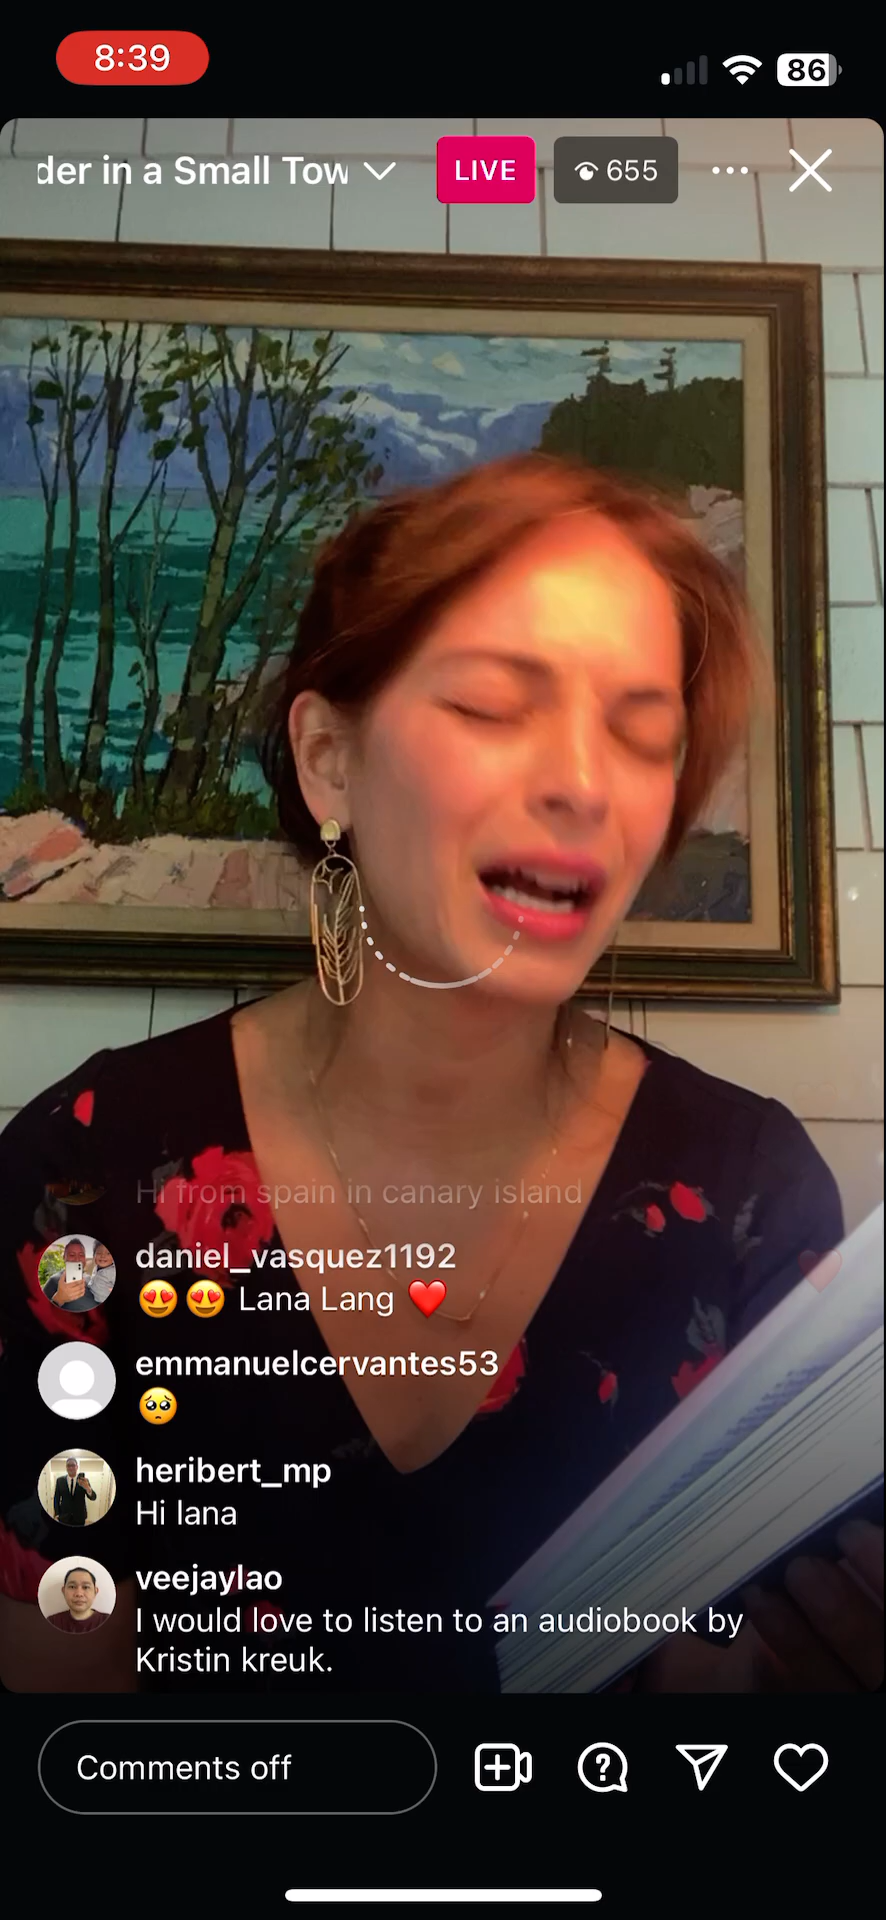 8:39
86
der in a Small Tow
LIVE
655
Hi from spain in canary island
daniel_vasquez1192
😍😍 Lana Lang ❤️
emmanuelcervantes53
🥺
heribert_mp
Hi lana
veejaylao
I would love to listen to an audiobook by
Kristin kreuk.
Comments off